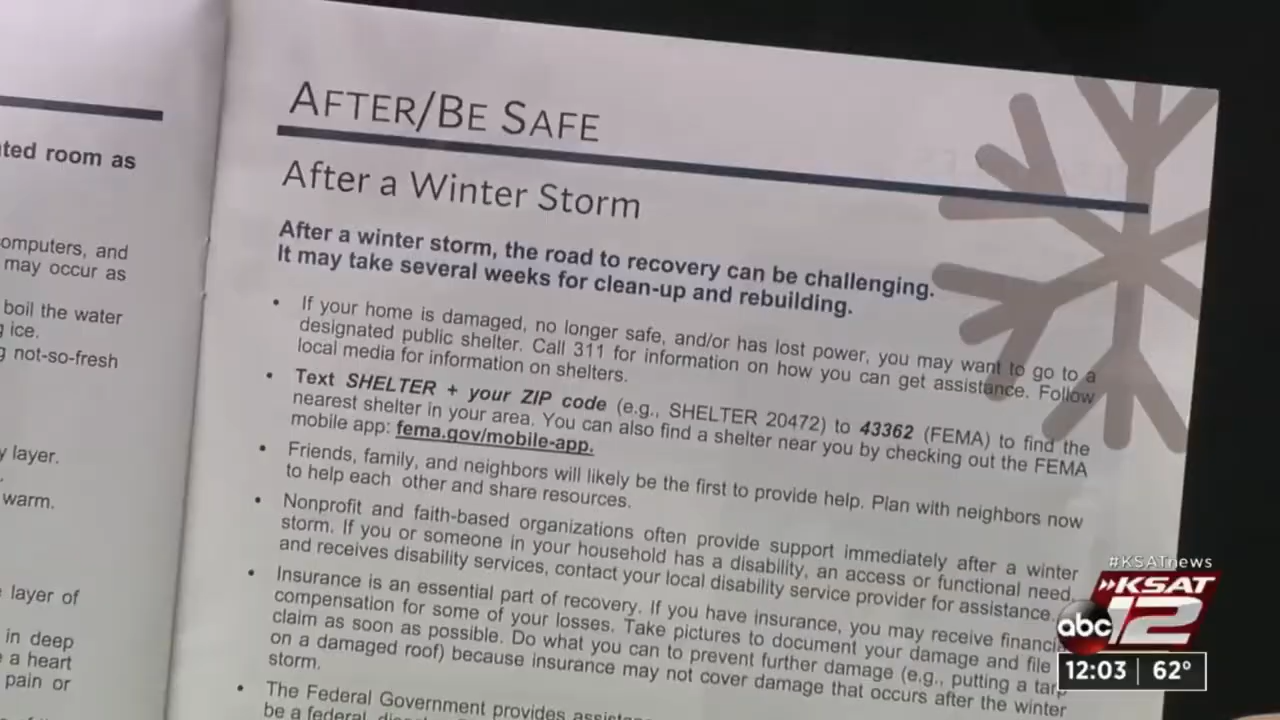 ted room as
omputers, and
may occur as
boil the water
g ice.
g not-so-fresh
y layer.
warm.
layer of
in deep
a heart
pain or
AFTER/BE SAFE
After a Winter Storm
After a winter storm, the road to recovery can be challenging.
It may take several weeks for clean-up and rebuilding.
• If your home is damaged, no longer safe, and/or has lost power, you may want to go to a
designated public shelter. Call 311 for information on how you can get assistance. Follow
local media for information on shelters.
• Text SHELTER + your ZIP code (e.g., SHELTER 20472) to 43362 (FEMA) to find the
nearest shelter in your area. You can also find a shelter near you by checking out the FEMA
mobile app: fema.gov/mobile-app.
• Friends, family, and neighbors will likely be the first to provide help. Plan with neighbors now
to help each other and share resources.
• Nonprofit and faith-based organizations often provide support immediately after a winter
storm. If you or someone in your household has a disability, an access or functional need,
and receives disability services, contact your local disability service provider for assistance.
• Insurance is an essential part of recovery. If you have insurance, you may receive financi
compensation for some of your losses. Take pictures to document your damage and file
claim as soon as possible. Do what you can to prevent further damage (e.g., putting a tarp
on a damaged roof) because insurance may not cover damage that occurs after the winter
storm.
• The Federal Government provides assist
be a federal
#KSATnews
KSAT
abc 12
12:03 62°